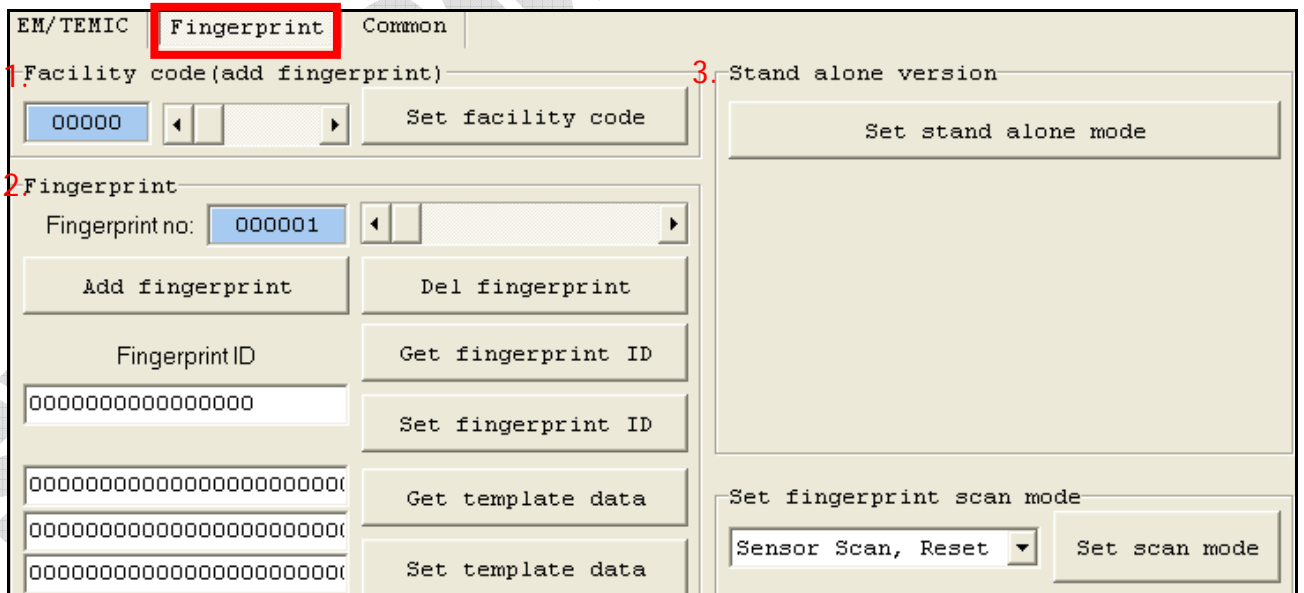 EM/TEMIC Fingerprint Common
1. Facility code(add fingerprint)
00000 Set facility code
2. Fingerprint
Fingerprint no: 000001
Add fingerprint Del fingerprint
Fingerprint ID Get fingerprint ID
0000000000000000
Set fingerprint ID
Get template data
Set template data
3. Stand alone version
Set stand alone mode
Set fingerprint scan mode
Sensor Scan, Reset Set scan mode